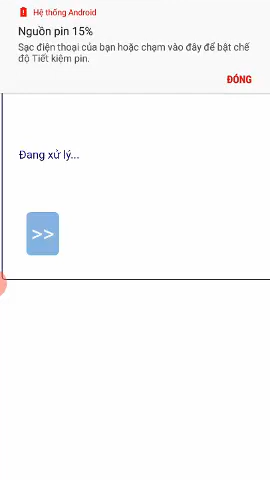 Hệ thống Android
Nguồn pin 15%
Sạc điện thoại của bạn hoặc chạm vào đây để bật chế
độ Tiết kiệm pin.
ĐÓNG
Đang xử lý...
>>